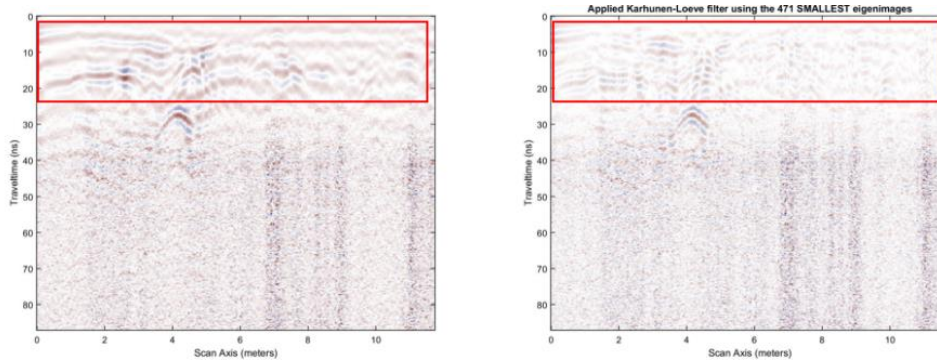 Applied Karhunen-Loeve filter using the 471 SMALLEST eigenimages
0
10
20
30
40
50
60
70
80
Traveltime (ns)
0 2 4 6 8 10
Scan Axis (meters)
0
10
20
30
40
50
60
70
80
Traveltime (ns)
0 2 4 6 8 10
Scan Axis (meters)